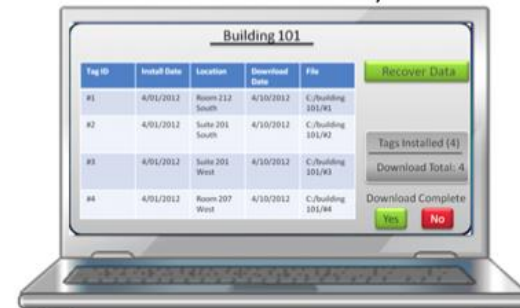 Building 101
Tag ID Install Date Location Download Date File
#1 4/01/2012 Room 212 South 4/10/2012 C:/building 101/#1
#2 4/01/2012 Suite 201 South 4/10/2012 C:/building 101/#2
#3 4/01/2012 Suite 201 West 4/10/2012 C:/building 101/#3
#4 4/01/2012 Room 207 West 4/10/2012 C:/building 101/#4
Recover Data
Tags Installed (4)
Download Total: 4
Download Complete
Yes No